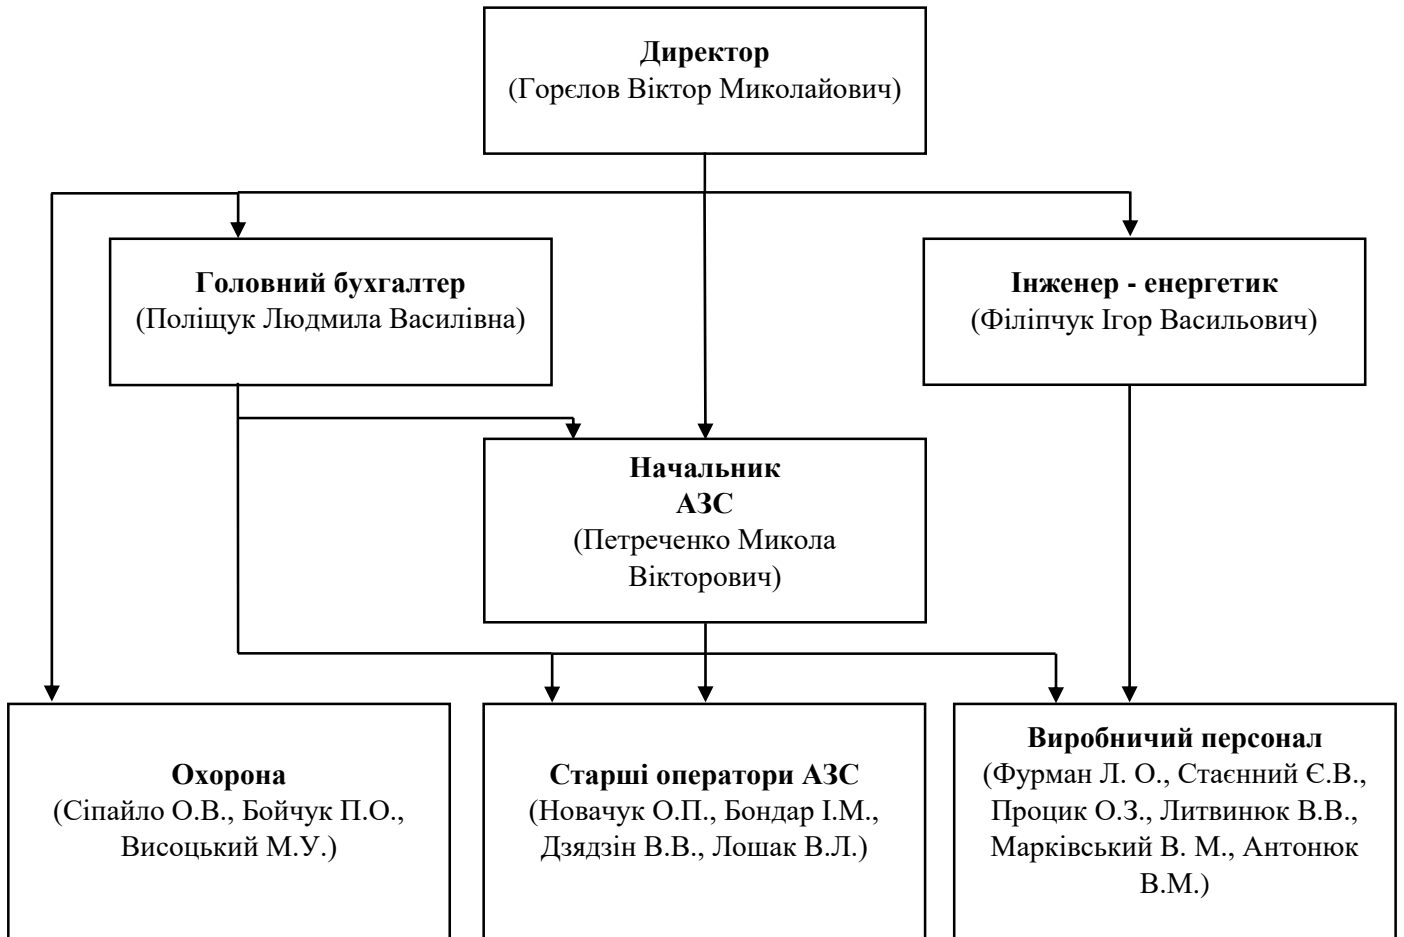 Директор
(Горєлов Віктор Миколайович)
Головний бухгалтер
(Поліщук Людмила Василівна)
Інженер - енергетик
(Філіпчук Ігор Васильович)
Начальник
АЗС
(Петреченко Микола
Вікторович)
Охорона
(Сіпайло О.В., Бойчук П.О.,
Висоцький М.У.)
Старші оператори АЗС
(Новачук О.П., Бондар І.М.,
Дзядзін В.В., Лошак В.Л.)
Виробничий персонал
(Фурман Л. О., Стаєнний Є.В.,
Процик О.З., Литвинюк В.В.,
Марківський В. М., Антонюк
В.М.)